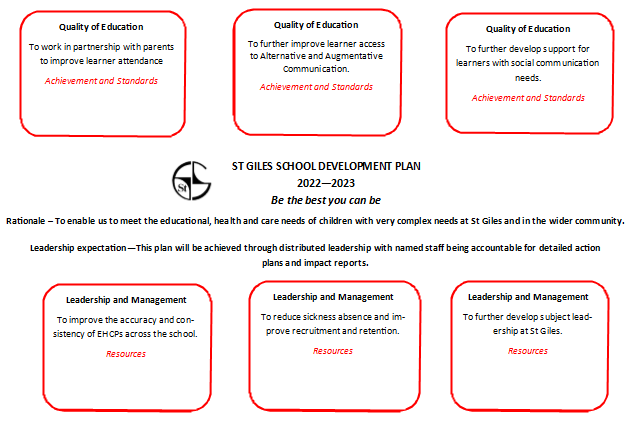 Quality of Education
To work in partnership with parents
to improve learner attendance
Achievement and Standards
Quality of Education
To further improve learner access
to Alternative and Augmentative
Communication.
Achievement and Standards
Quality of Education
To further develop support for
learners with social communication
needs.
Achievement and Standards
St
ST GILES SCHOOL DEVELOPMENT PLAN
2022—2023
Be the best you can be
Rationale – To enable us to meet the educational, health and care needs of children with very complex needs at St Giles and in the wider community.
Leadership expectation—This plan will be achieved through distributed leadership with named staff being accountable for detailed action
plans and impact reports.
Leadership and Management
To improve the accuracy and con-
sistency of EHCPs across the school.
Resources
Leadership and Management
To reduce sickness absence and im-
prove recruitment and retention.
Resources
Leadership and Management
To further develop subject lead-
ership at St Giles.
Resources